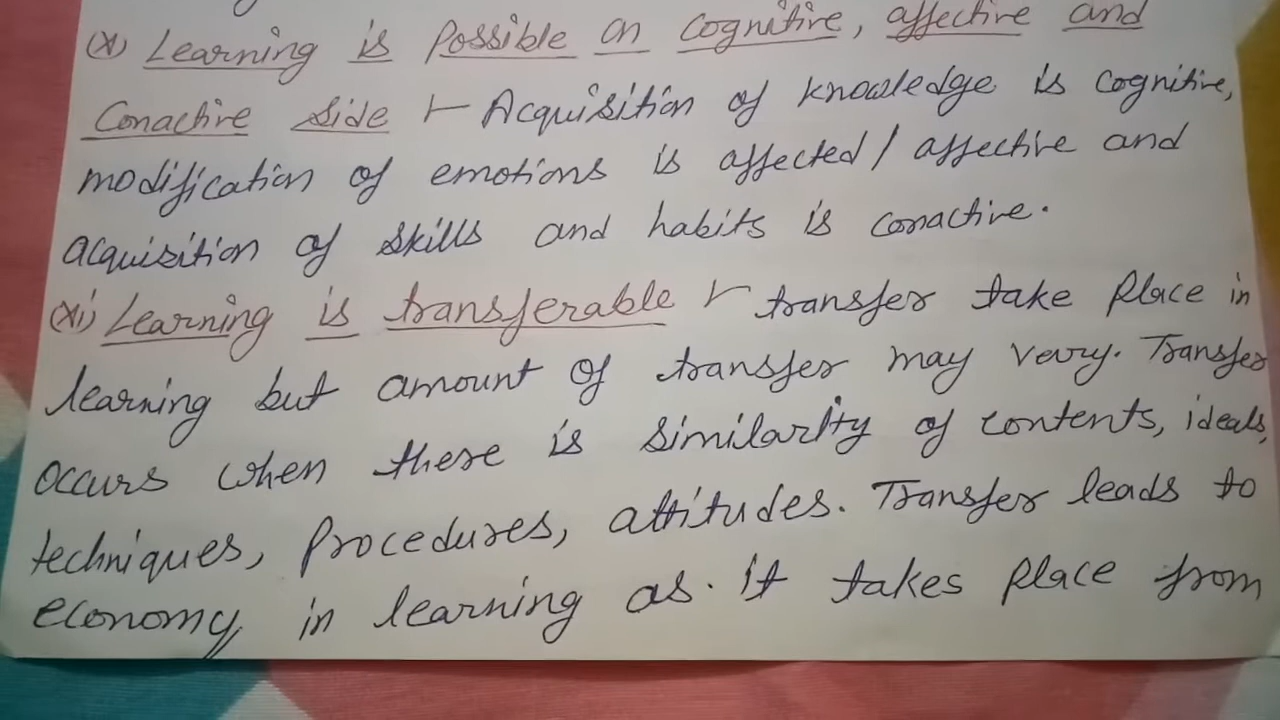 (x) Learning is Possible on Cognitive, affective and
Conactive side :- Acquisition of knowledge is cognitive,
modification of emotions is affected/affective and
acquisition of skills and habits is conactive.
(xi) Learning is transferable :- transfer take place in
learning but amount of transfer may vary. Transfer
occurs when there is similarity of contents, ideals,
techniques, Procedures, attitudes. Transfer leads to
economy in learning as. it takes place from